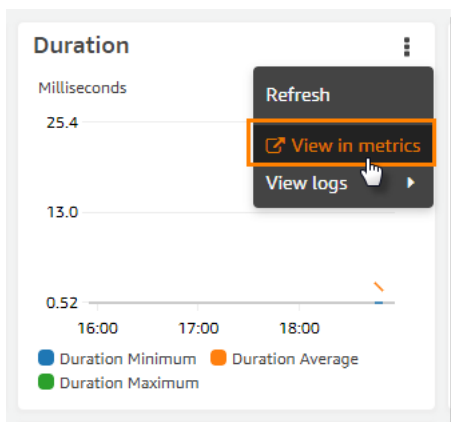 Duration
Milliseconds
Refresh
25.4
View in metrics
View logs
13.0
0.52
16:00 17:00 18:00
Duration Minimum Duration Average
Duration Maximum